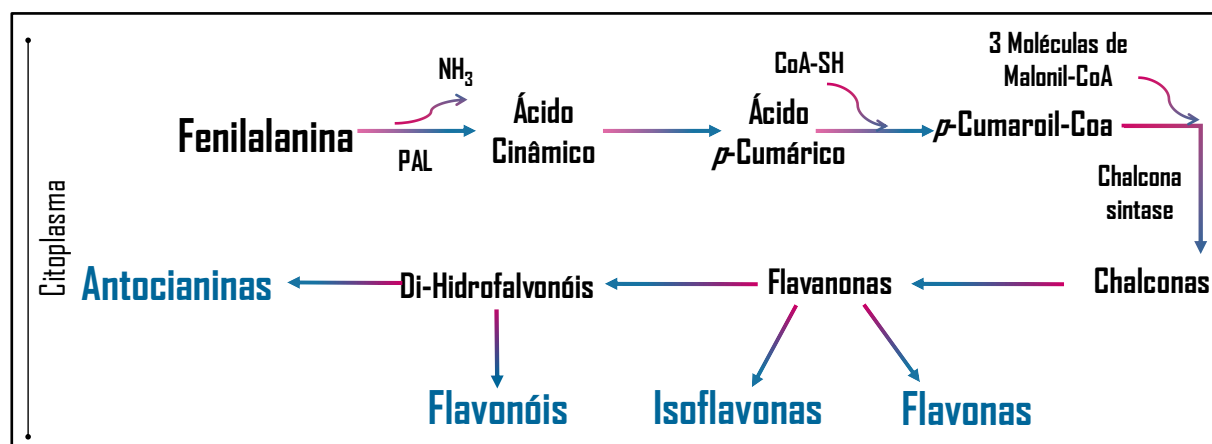 Citoplasma
Fenilalanina
NH3
PAL
Ácido
Cinâmico
Ácido
p-Cumárico
CoA-SH
p-Cumaroil-Coa
3 Moléculas de
Malonil-CoA
Chalcona
sintase
Chalconas
Flavanonas
Di-Hidrofalvonóis
Antocianinas
Flavonóis
Isoflavonas
Flavonas